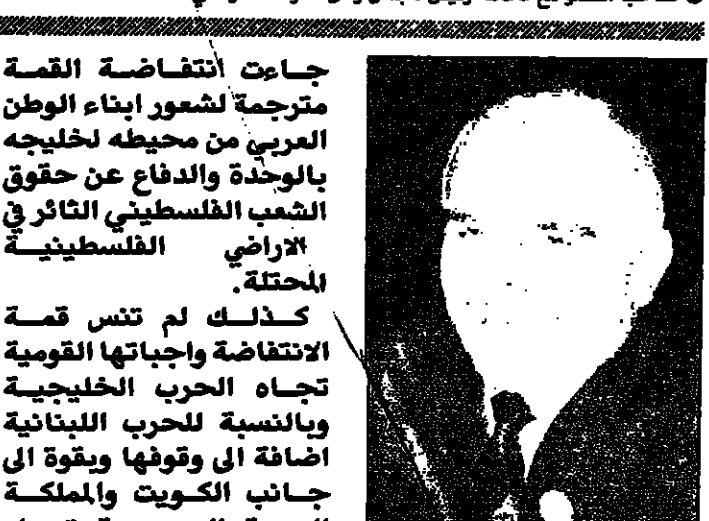 جاءت انتفاضة القمة
مترجمة لشعور ابناء الوطن
العربي من محيطه لخليجه
بالوحدة والدفاع عن حقوق
الشعب الفلسطيني الثائر في
الاراضي الفلسطينية
المحتلة.
كذلك لم تنس قمة
الانتفاضة واجباتها القومية
تجاه الحرب الخليجية
وبالنسبة للحرب اللبنانية
اضافة الى وقوفها وبقوة الى
جانب الكويت والمملكة